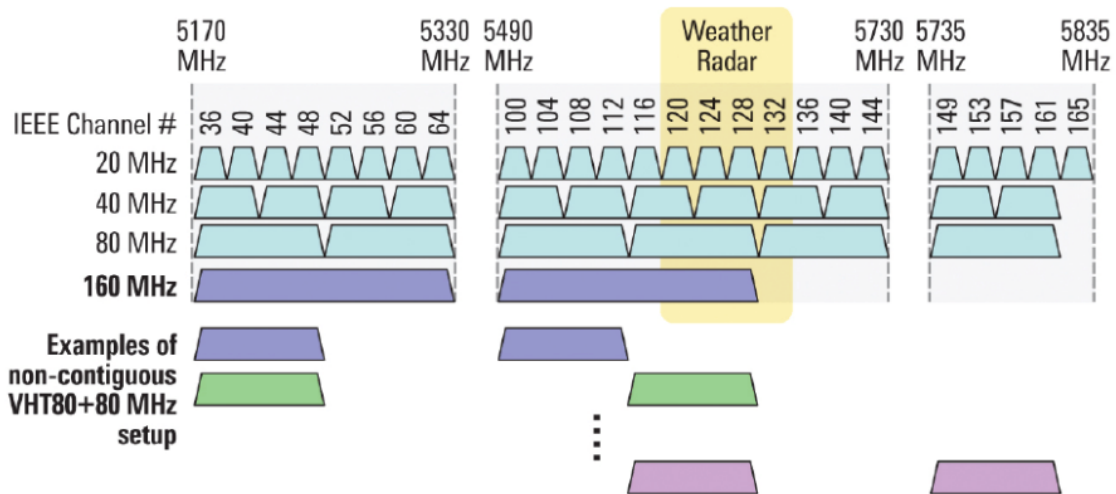 5170 MHz
5330 MHz
5490 MHz
Weather Radar
5730 MHz
5735 MHz
5835 MHz
IEEE Channel # 36 40 44 48 52 56 60 64 100 104 108 112 116 120 124 128 132 136 140 144 149 153 157 161 165
20 MHz
40 MHz
80 MHz
160 MHz
Examples of
non-contiguous
VHT80+80 MHz
setup